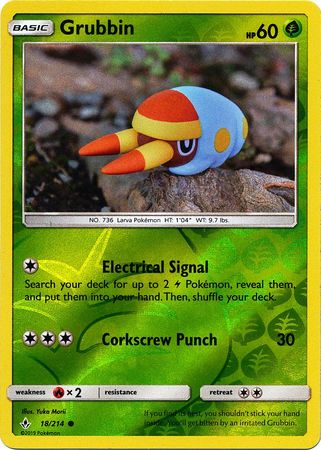 BASIC Grubbin HP60
NO. 736 Larva Pokémon HT: 1'04" WT: 9.7 lbs.
Electrical Signal
Search your deck for up to 2 Pokémon, reveal them,
and put them into your hand. Then, shuffle your deck.
Corkscrew Punch 30
weakness ×2 resistance retreat
Illus. Yuka Morii
18/214
©2019 Pokémon
If you find its nest, you shouldn't stick your hand
inside. You'll get bitten by an irritated Grubbin.